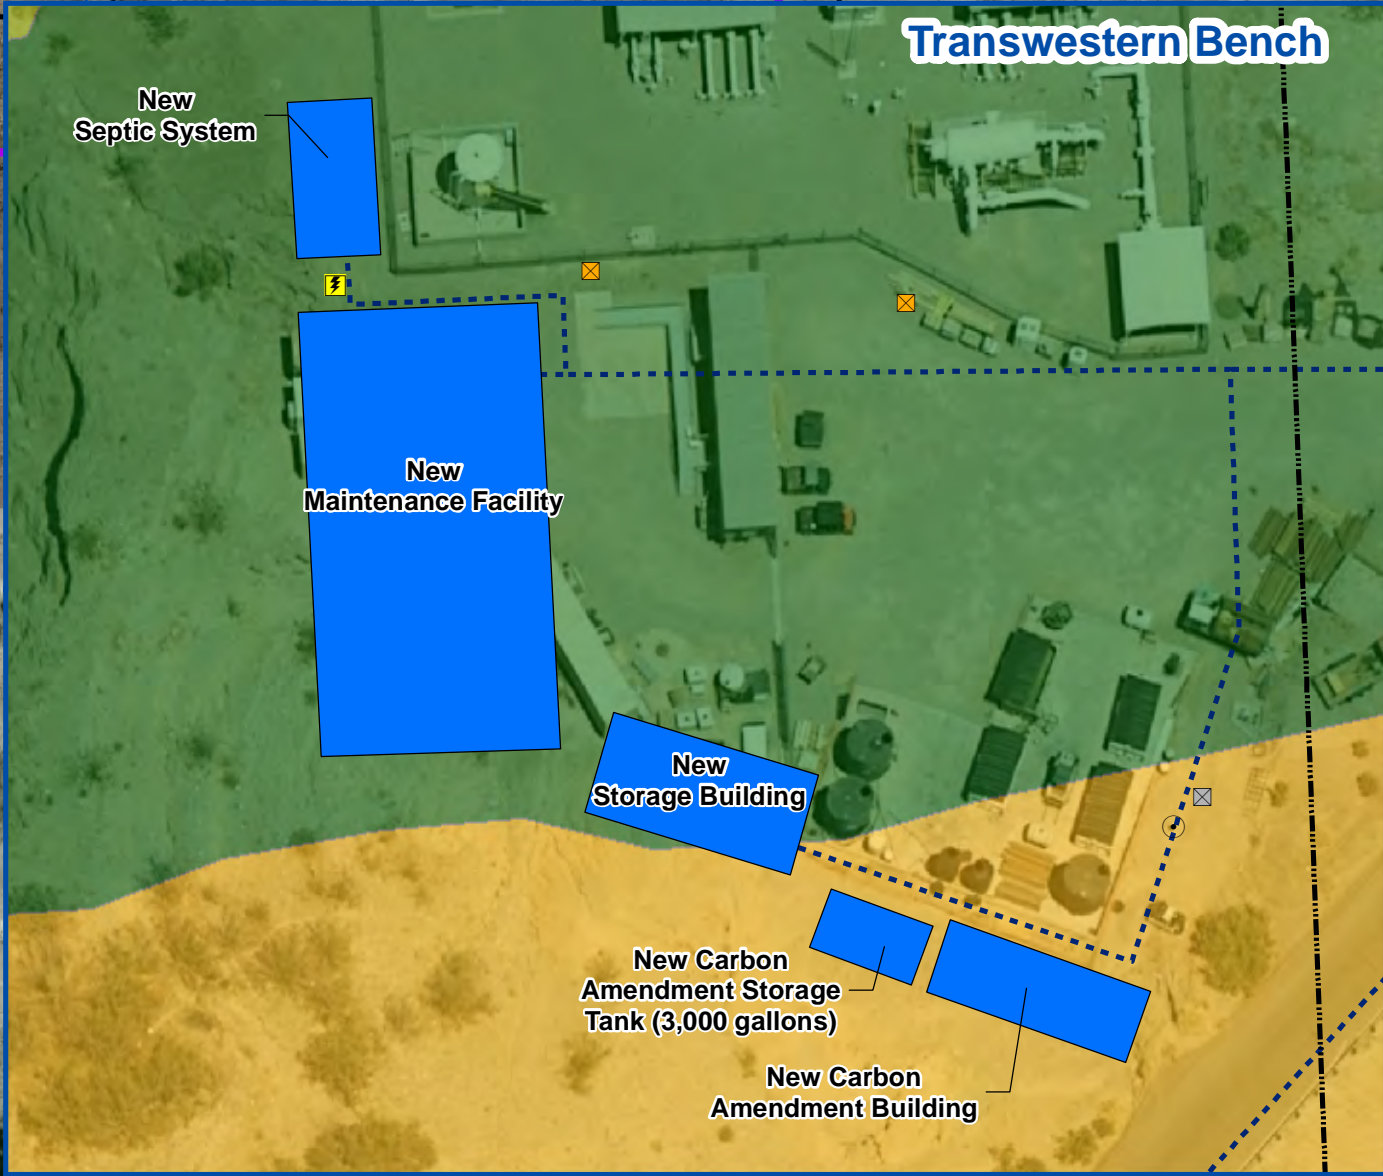 Transwestern Bench
New
Septic System
New
Maintenance Facility
New
Storage Building
New Carbon
Amendment Storage
Tank (3,000 gallons)
New Carbon
Amendment Building